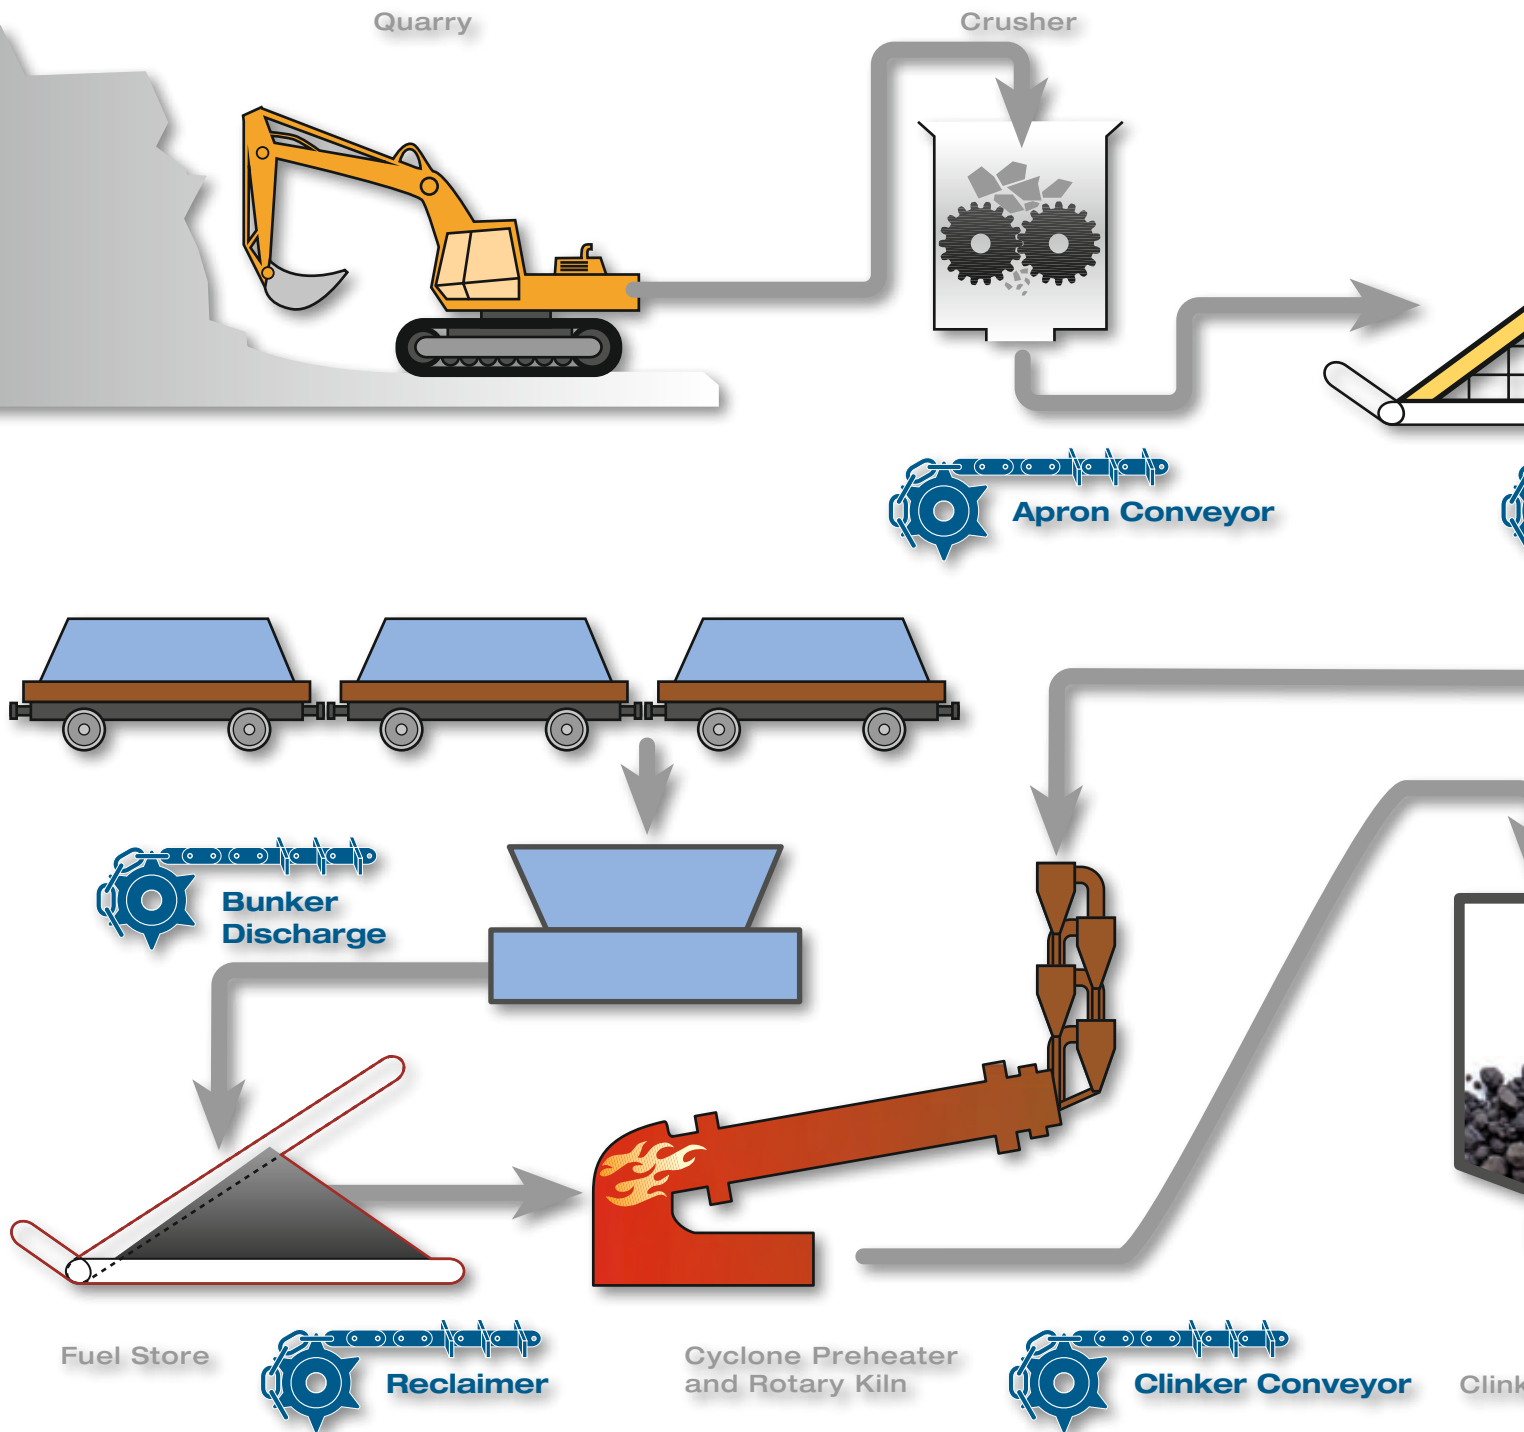 Quarry
Crusher
Apron Conveyor
Bunker
Discharge
Fuel Store
Reclaimer
Cyclone Preheater
and Rotary Kiln
Clinker Conveyor